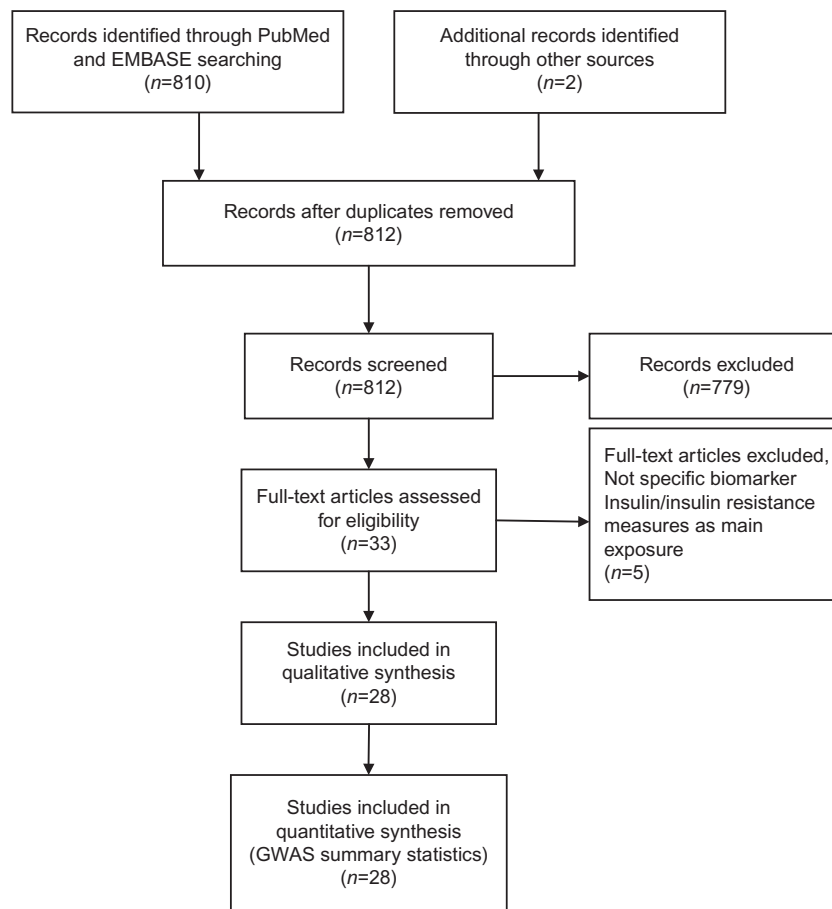 Records identified through PubMed
and EMBASE searching
(n=810)
Additional records identified
through other sources
(n=2)
Records after duplicates removed
(n=812)
Records screened
(n=812)
Records excluded
(n=779)
Full-text articles assessed
for eligibility
(n=33)
Full-text articles excluded,
Not specific biomarker
Insulin/insulin resistance
measures as main
exposure
(n=5)
Studies included in
qualitative synthesis
(n=28)
Studies included in
quantitative synthesis
(GWAS summary statistics)
(n=28)